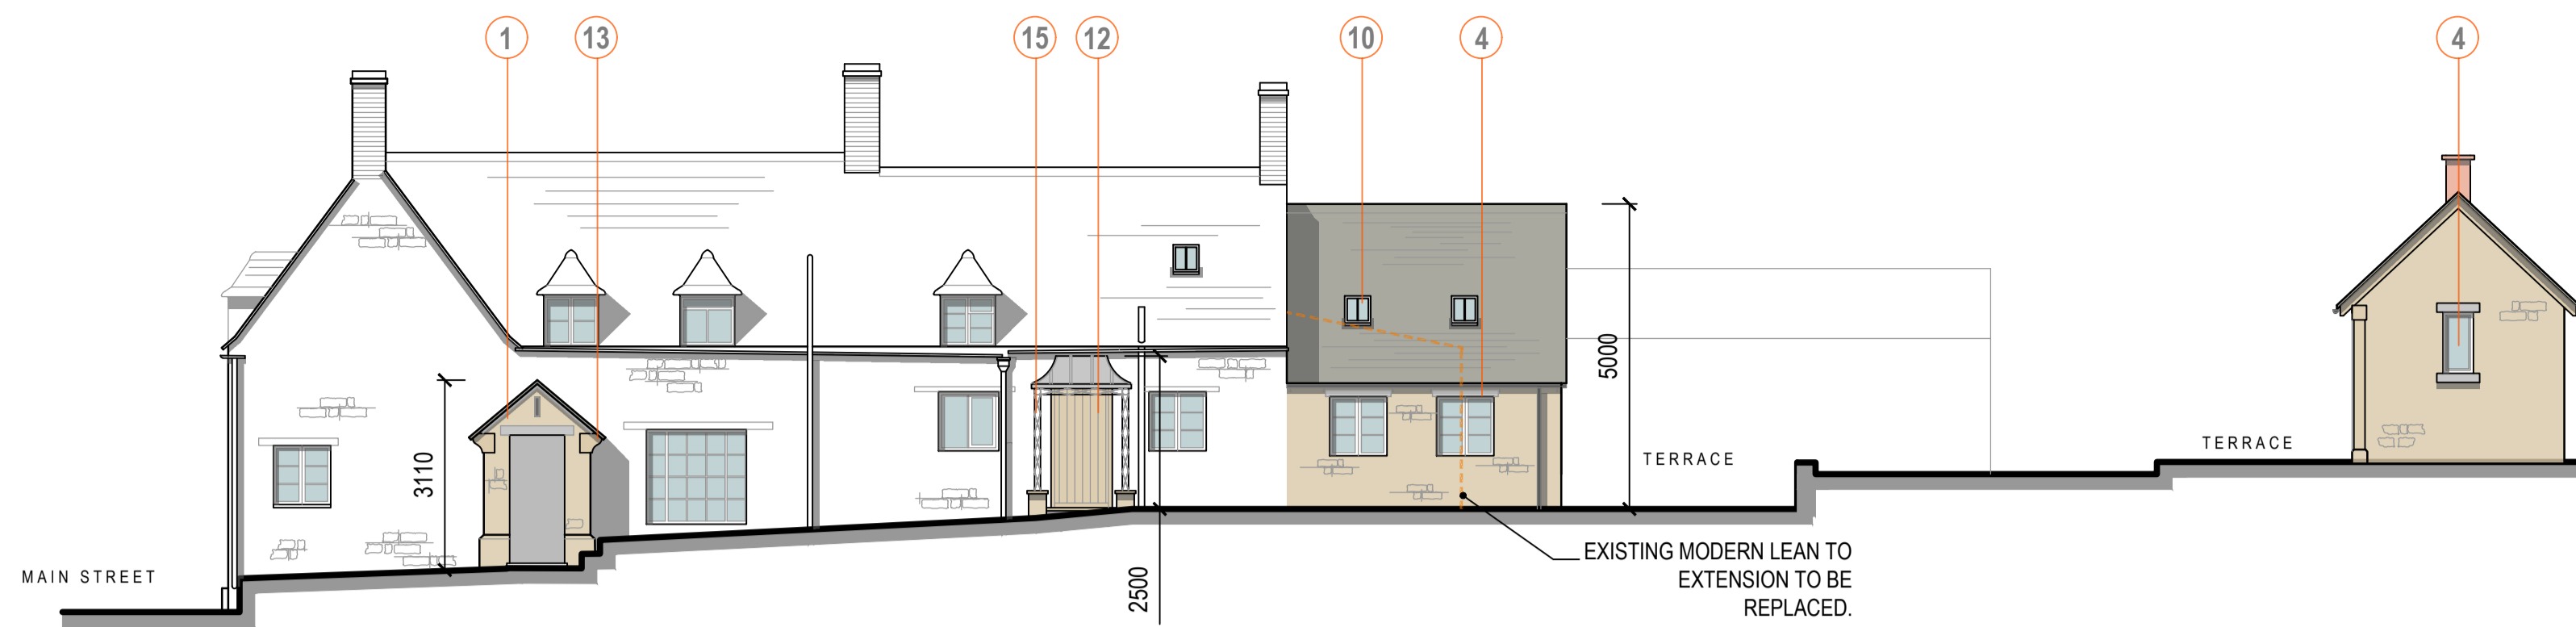 1
13
15
12
10
4
4
3110
2500
5000
MAIN STREET
TERRACE
TERRACE
EXISTING MODERN LEAN TO
EXTENSION TO BE
REPLACED.